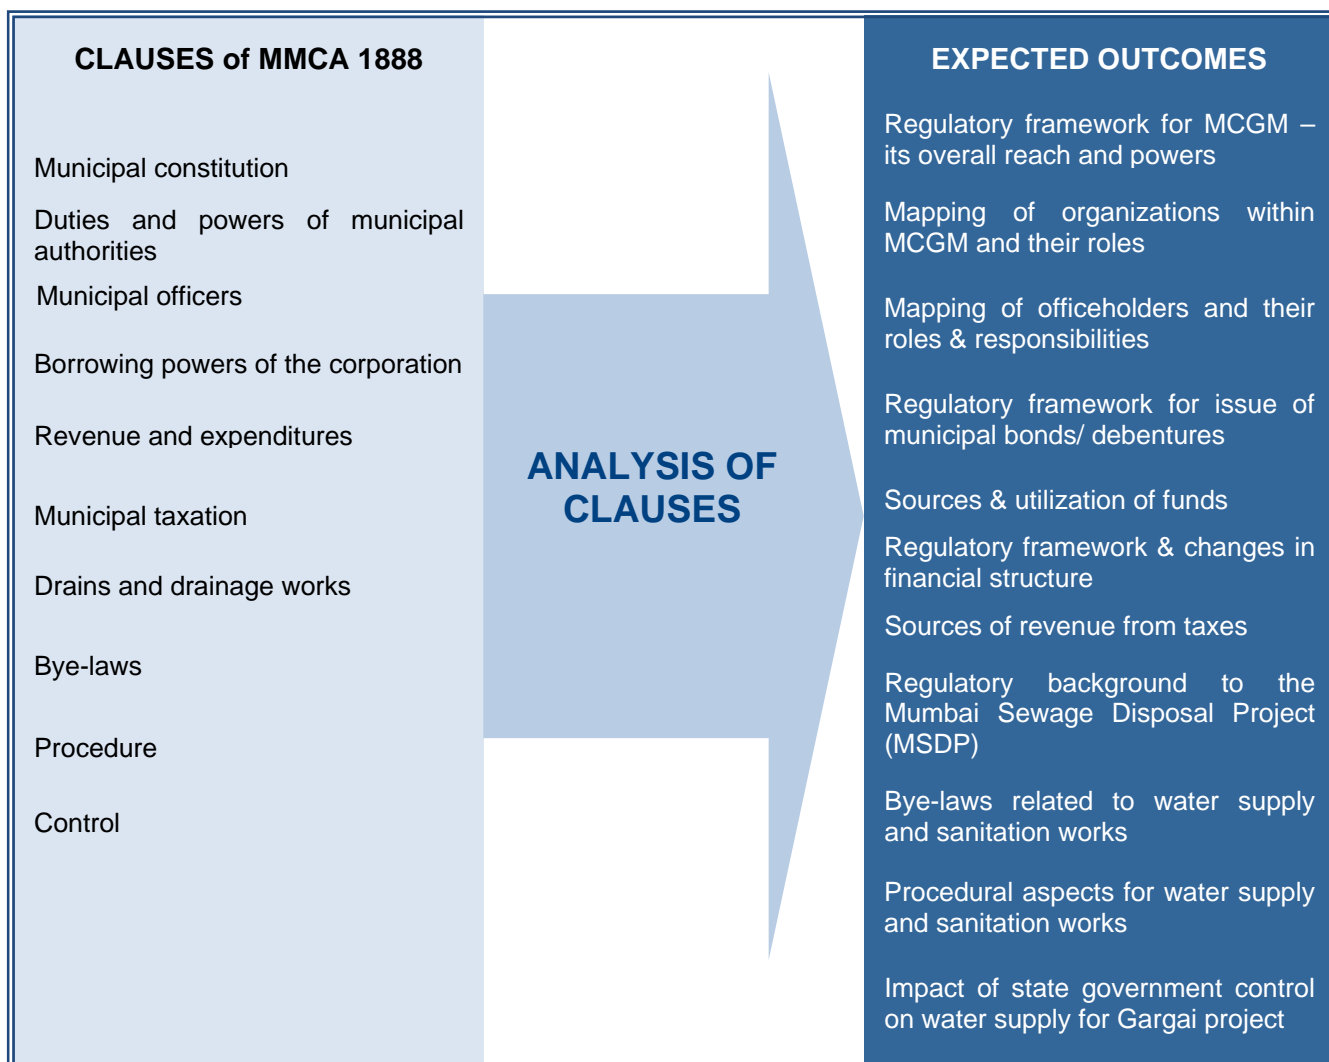 CLAUSES of MMCA 1888
Municipal constitution
Duties and powers of municipal
authorities
Municipal officers
Borrowing powers of the corporation
Revenue and expenditures
Municipal taxation
Drains and drainage works
Bye-laws
Procedure
Control
ANALYSIS OF
CLAUSES
EXPECTED OUTCOMES
Regulatory framework for MCGM –
its overall reach and powers
Mapping of organizations within
MCGM and their roles
Mapping of officeholders and their
roles & responsibilities
Regulatory framework for issue of
municipal bonds/ debentures
Sources & utilization of funds
Regulatory framework & changes in
financial structure
Sources of revenue from taxes
Regulatory background to the
Mumbai Sewage Disposal Project
(MSDP)
Bye-laws related to water supply
and sanitation works
Procedural aspects for water supply
and sanitation works
Impact of state government control
on water supply for Gargai project